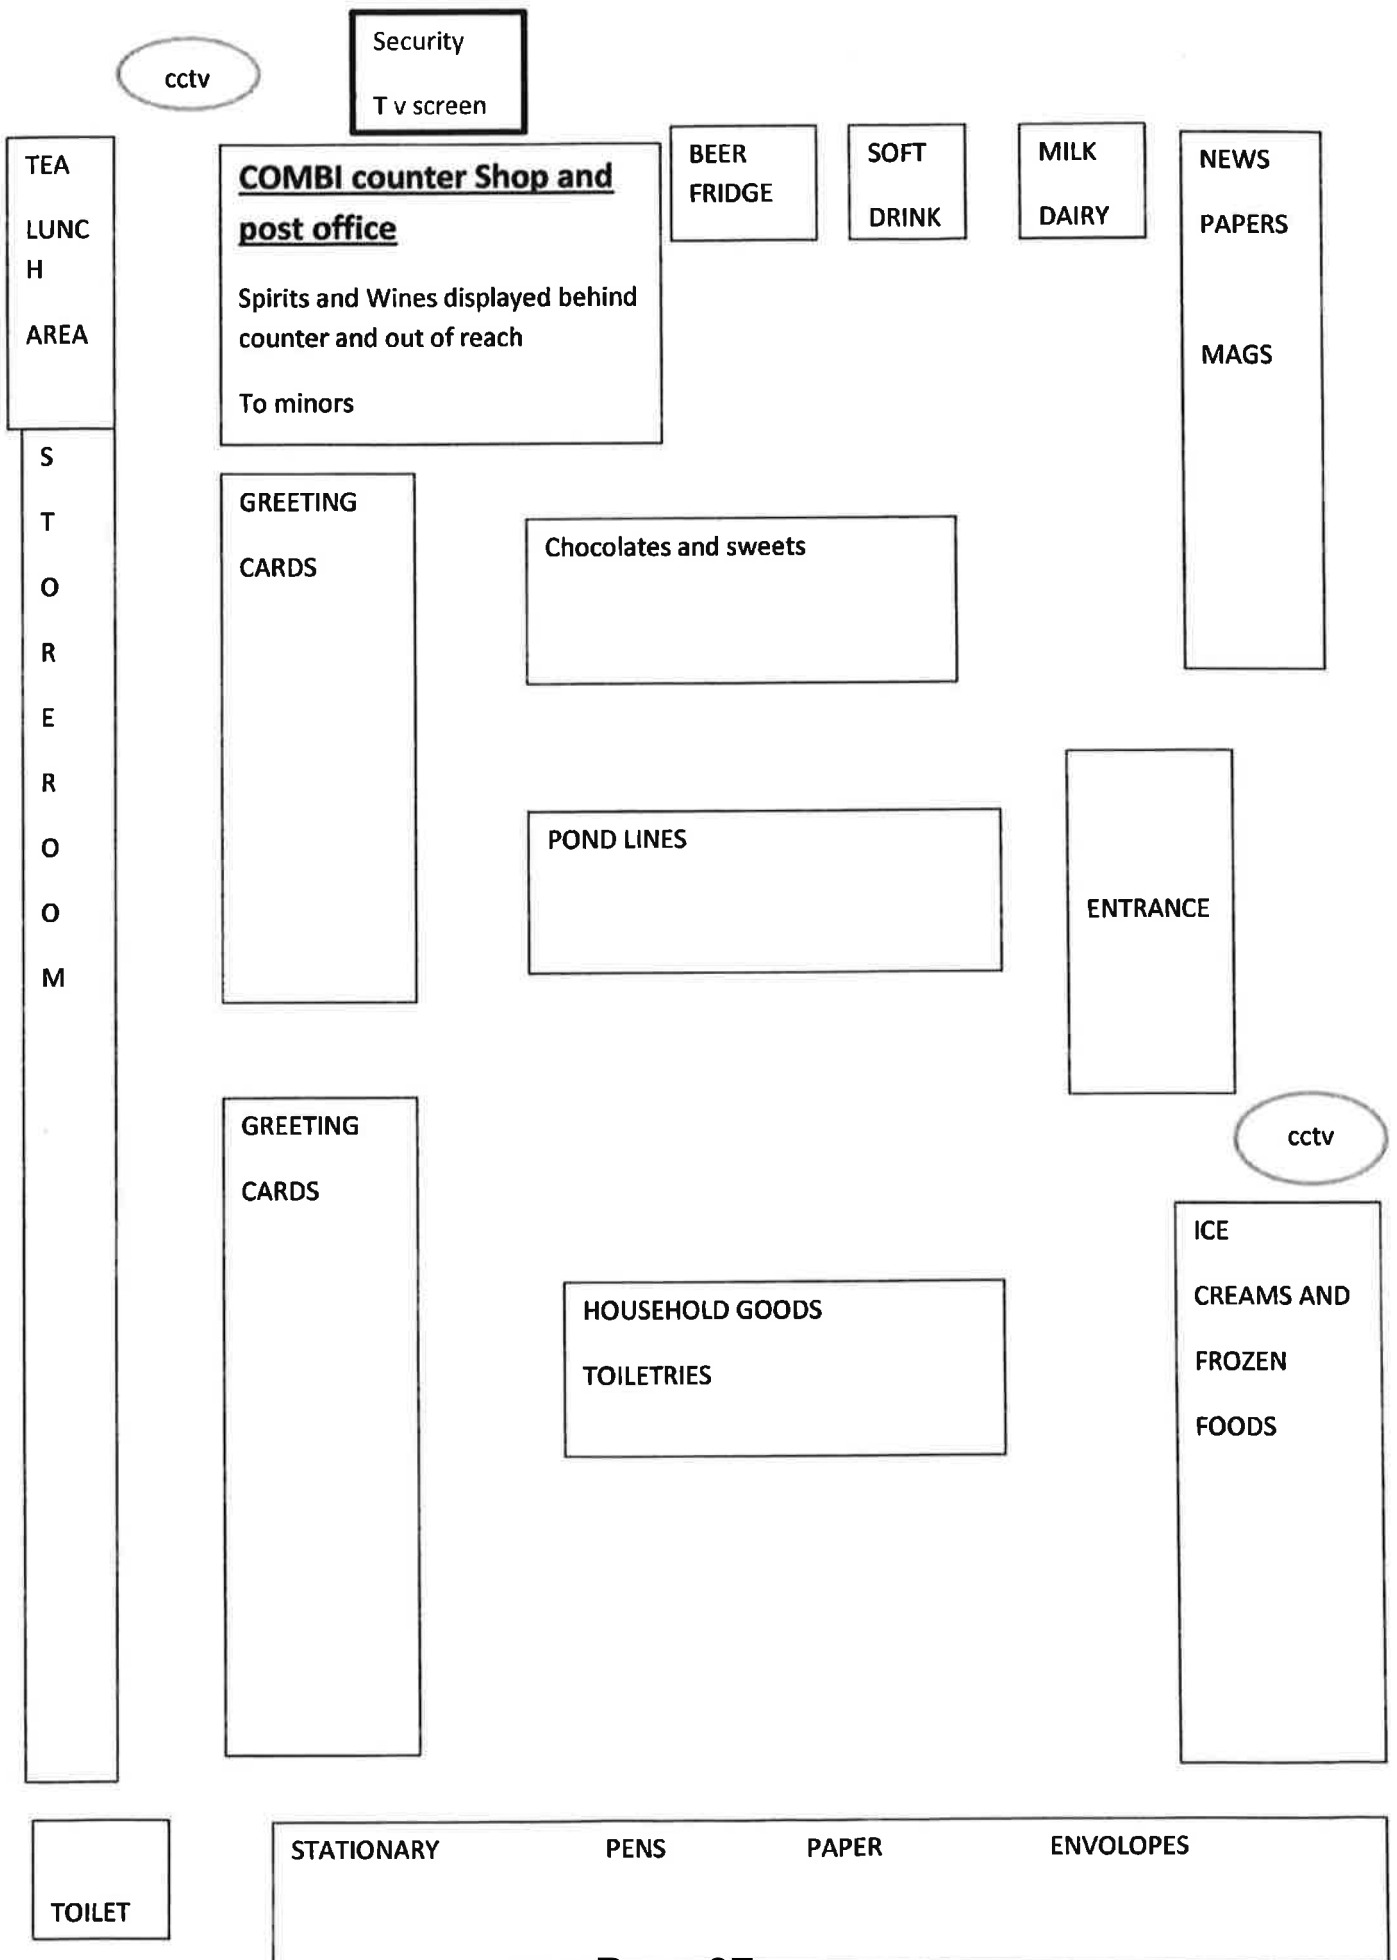 cctv
Security
T v screen
TEA
LUNC
H
AREA
COMBI counter Shop and
post office
Spirits and Wines displayed behind
counter and out of reach
To minors
BEER
FRIDGE
SOFT
DRINK
MILK
DAIRY
NEWS
PAPERS
MAGS
S
T
O
R
E
R
O
O
M
GREETING
CARDS
Chocolates and sweets
POND LINES
ENTRANCE
GREETING
CARDS
cctv
HOUSEHOLD GOODS
TOILETRIES
ICE
CREAMS AND
FROZEN
FOODS
TOILET
STATIONARY PENS PAPER ENVOLOPES